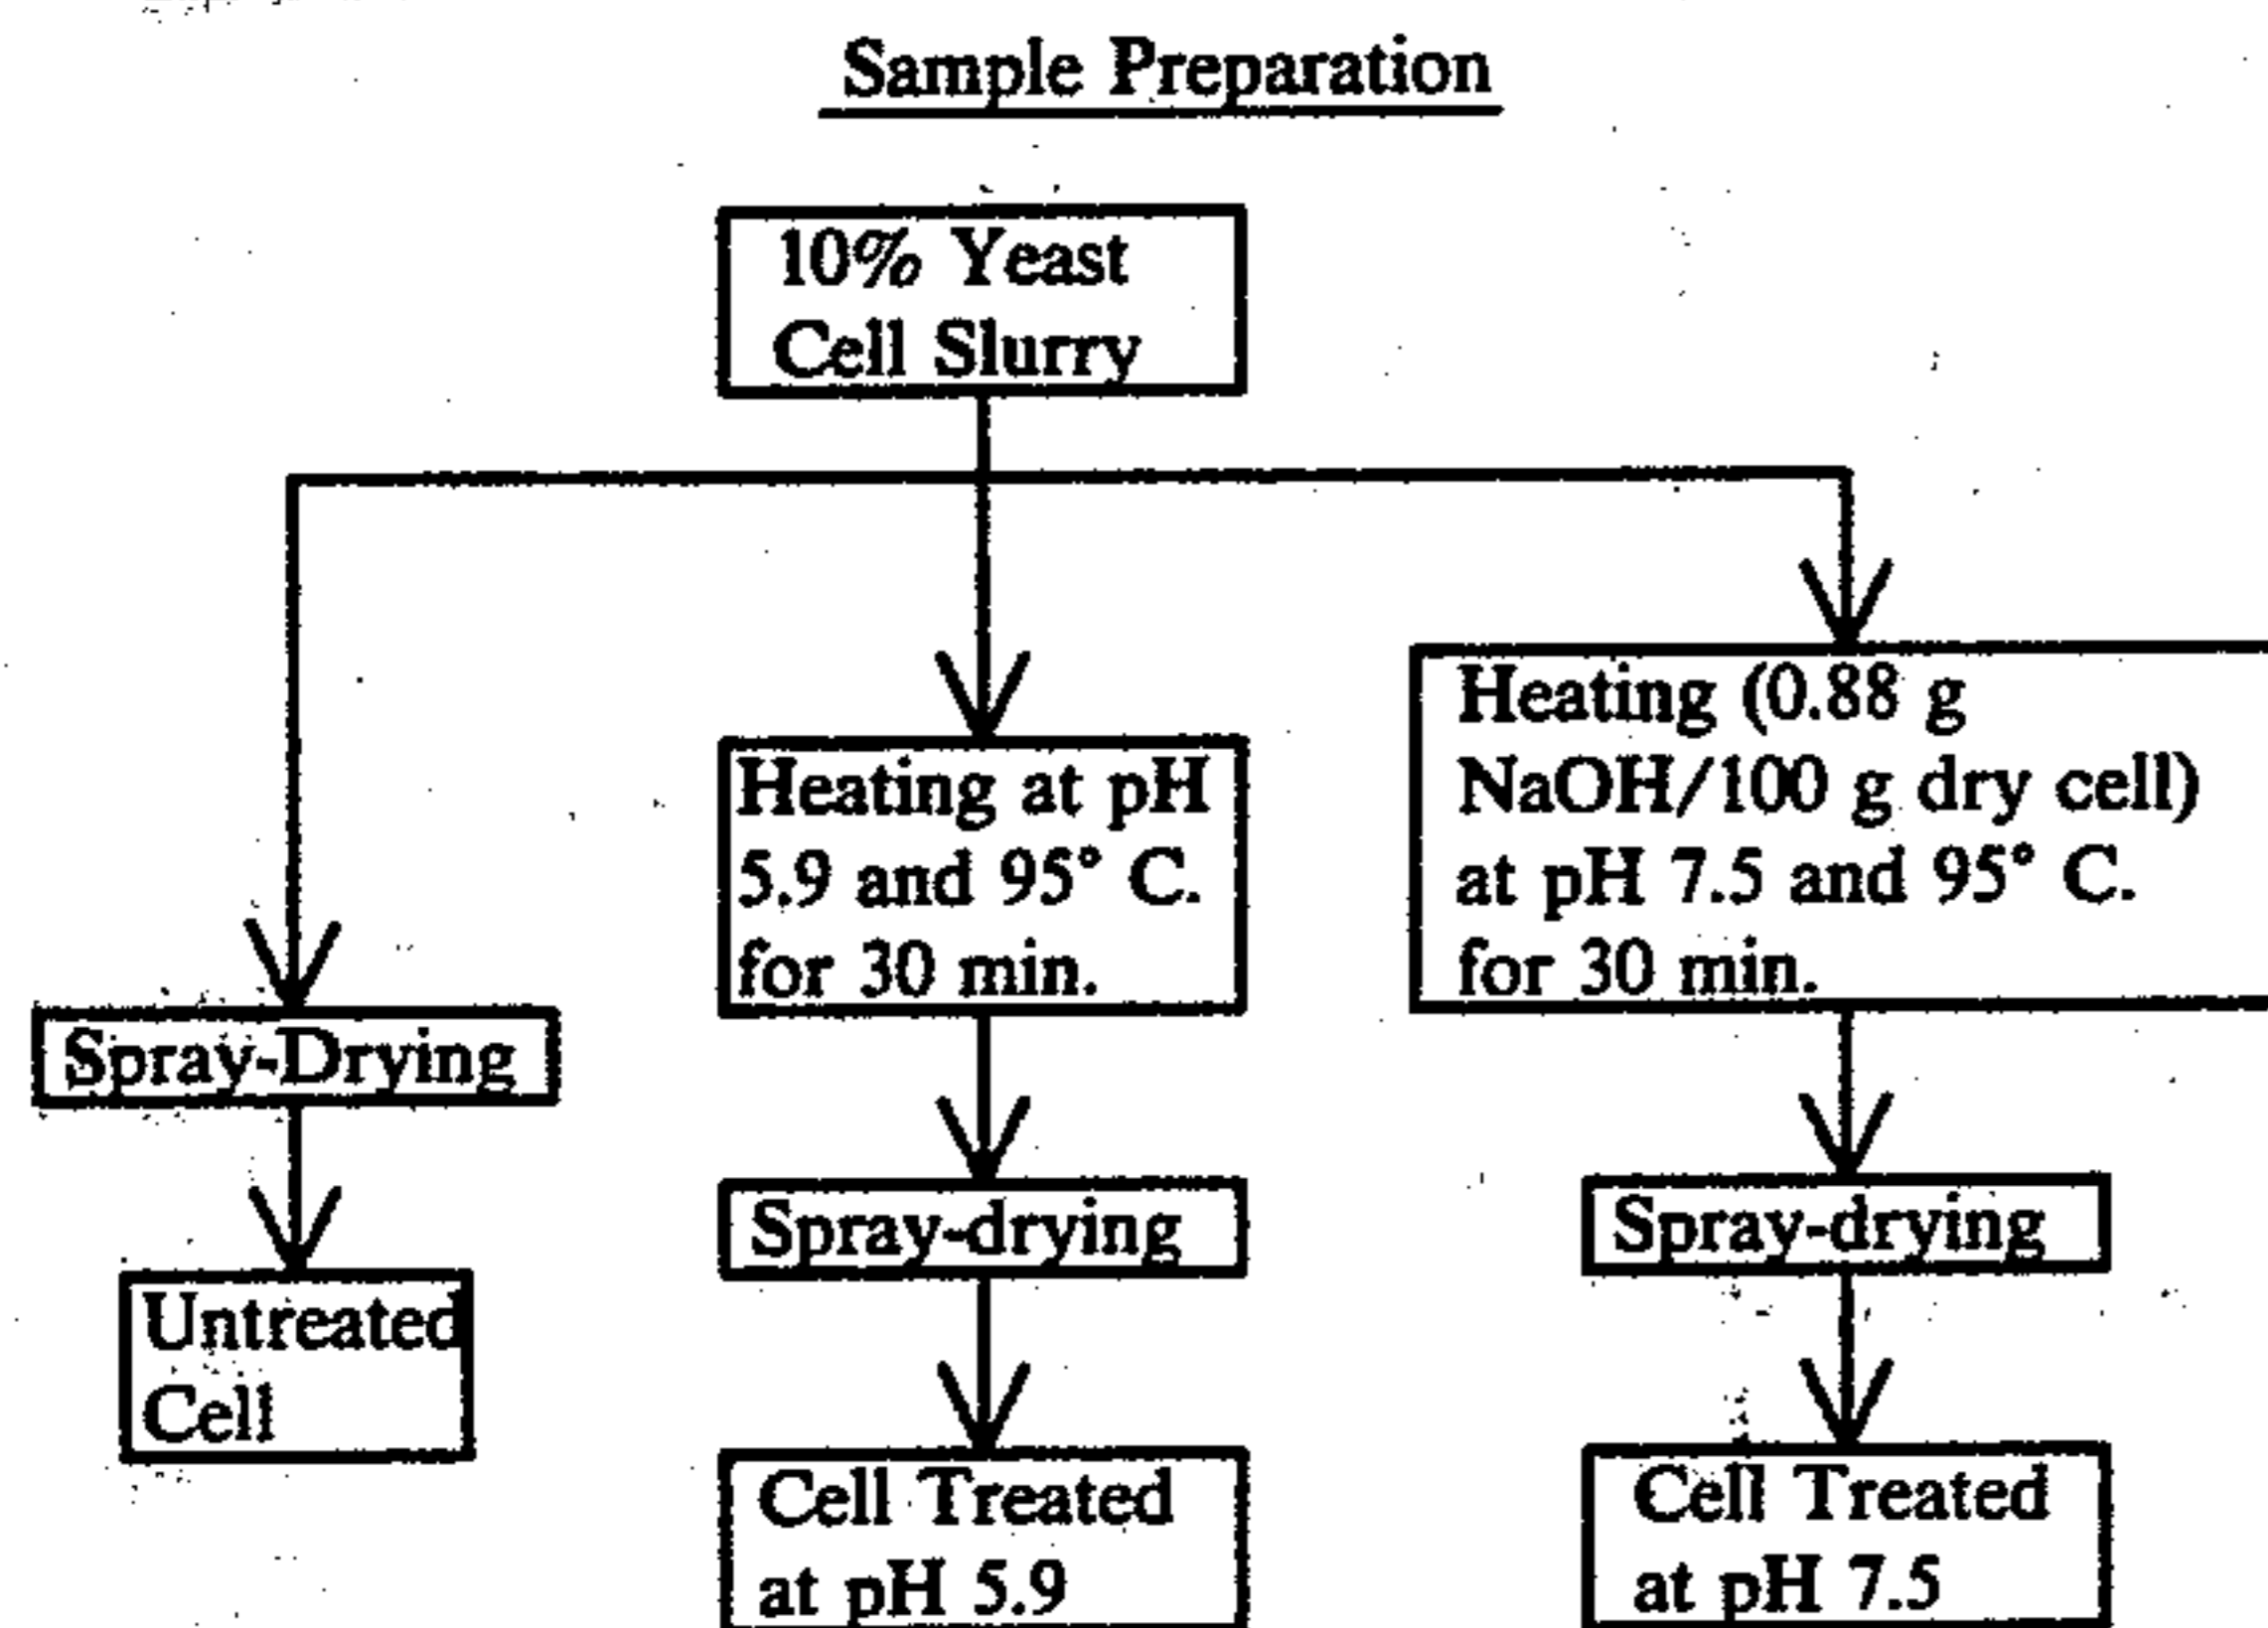 Sample Preparation
10% Yeast
Cell Slurry
Heating (0.88 g
NaOH/100 g dry cell)
at pH 7.5 and 95° C.
for 30 min.
Heating at pH
5.9 and 95° C.
for 30 min.
Spray-Drying
Spray-drying
Spray-drying
Untreated
Cell
Cell Treated
at pH 5.9
Cell Treated
at pH 7.5